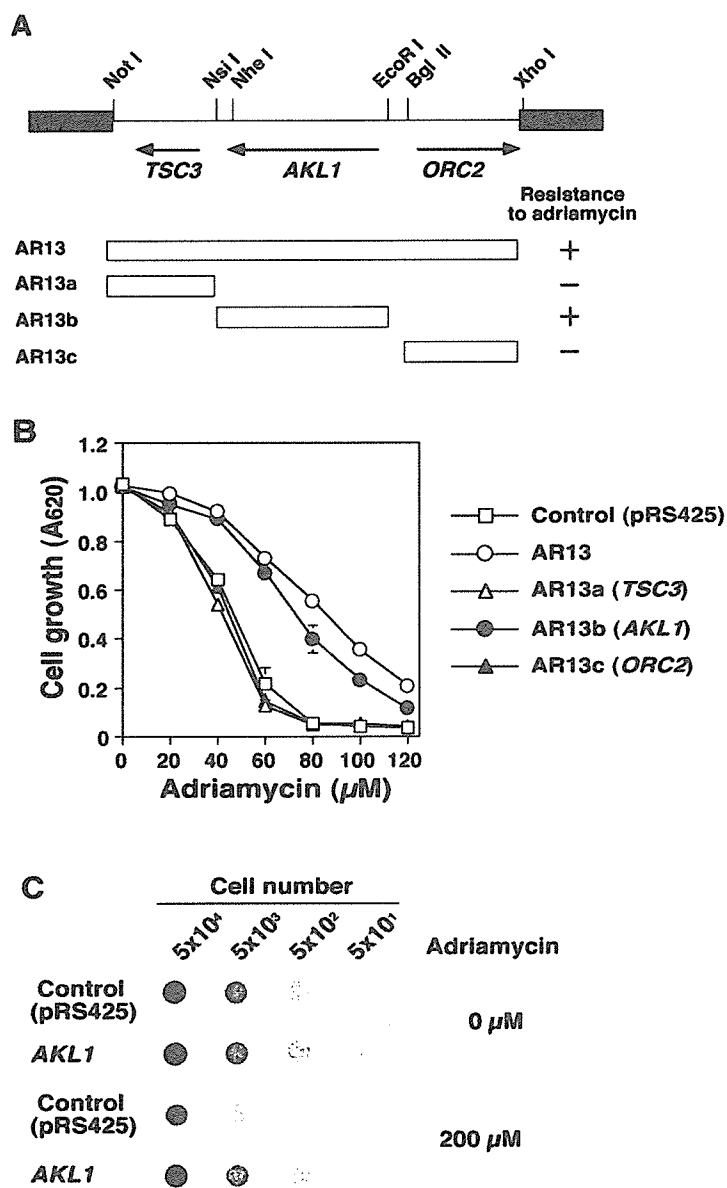 A
Not I
Nsi I
Nhe I
EcoR I
Bgl II
Xho I
TSC3
AKL1
ORC2
Resistance
to adriamycin
AR13 +
AR13a −
AR13b +
AR13c −
B
Cell growth (A620)
1.2
1.0
0.8
0.6
0.4
0.2
0
0 20 40 60 80 100 120
Adriamycin (µM)
Control (pRS425)
AR13
AR13a (TSC3)
AR13b (AKL1)
AR13c (ORC2)
C
Cell number
5x10⁴ 5x10³ 5x10² 5x10¹
Adriamycin
Control
(pRS425)
AKL1
0 µM
Control
(pRS425)
AKL1
200 µM